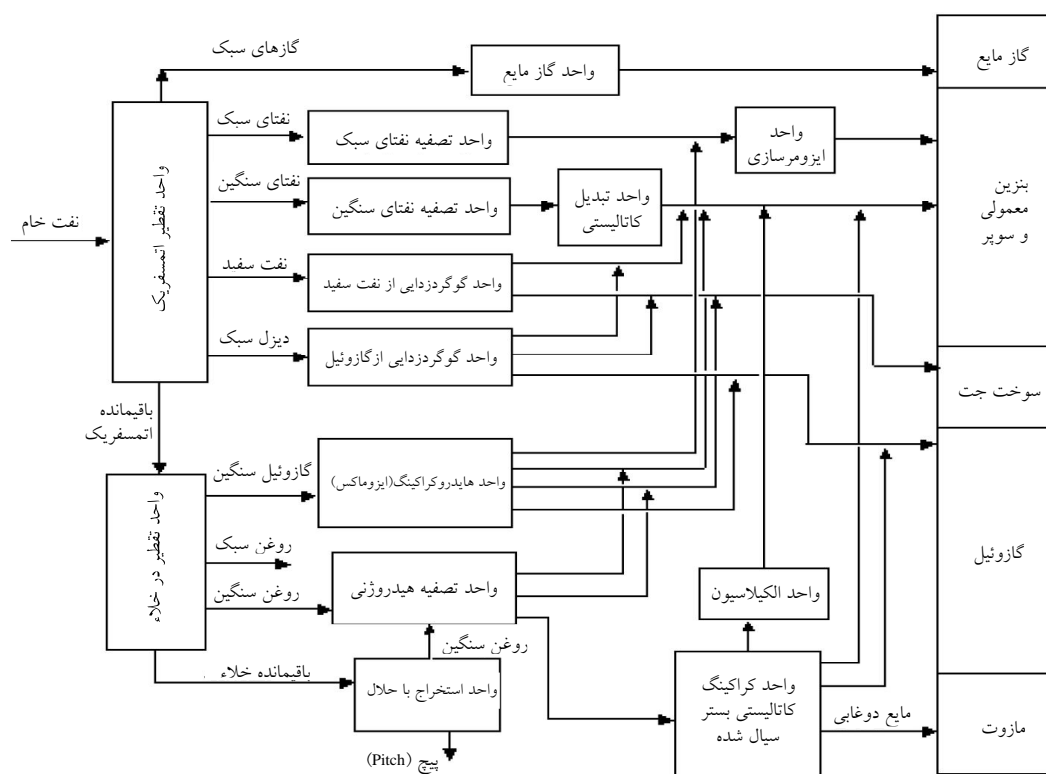 گازهای سبک
واحد گاز مایع
گاز مایع
نفتای سبک
واحد تصفیه نفتای سبک
واحد
ایزومرسازی
بنزین
معمولی
و سوپر
نفتای سنگین
واحد تصفیه نفتای سنگین
واحد تبدیل
کاتالیستی
نفت خام
واحد تقطیر اتمسفریک
نفت سفید
واحد گوگردزدایی از نفت سفید
دیزل سبک
واحد گوگردزدایی ازگازوئیل
سوخت جت
باقیمانده
اتمسفریک
گازوئیل سنگین
واحد هایدروکراکینگ(ایزوماکس)
واحد تقطیر در خلاء
روغن سبک
گازوئیل
روغن سنگین
واحد تصفیه هیدروژنی
واحد الکیلاسیون
روغن سنگین
باقیمانده خلاء
واحد استخراج با حلال
واحد کراکینگ
کاتالیستی بستر
سیال شده
مایع دوغابی
مازوت
پیچ (Pitch)